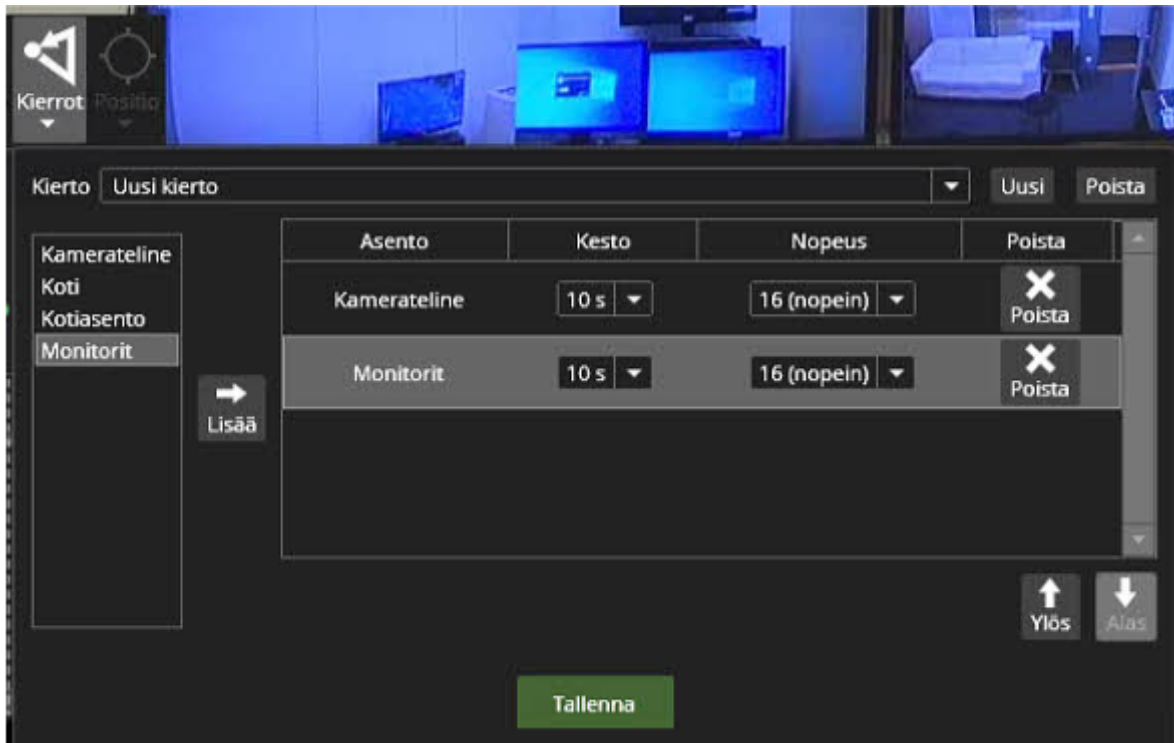 Kierrot Positio
Kierto Uusi kierto Uusi Poista
Kamerateline
Koti
Kotiasento
Monitorit
Lisää
Asento Kesto Nopeus Poista
Kamerateline 10 s 16 (nopein) Poista
Monitorit 10 s 16 (nopein) Poista
Ylös Alas
Tallenna